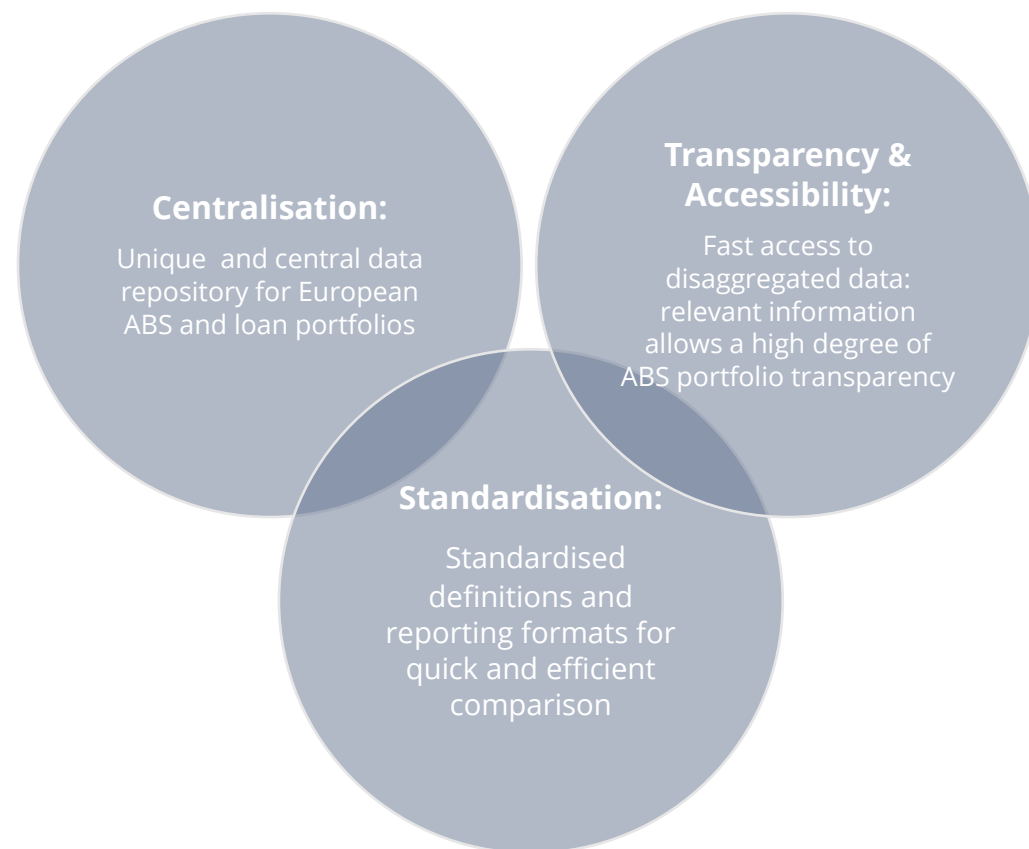 Centralisation:
Unique and central data
repository for European
ABS and loan portfolios
Transparency &
Accessibility:
Fast access to
disaggregated data:
relevant information
allows a high degree of
ABS portfolio transparency
Standardisation:
Standardised
definitions and
reporting formats for
quick and efficient
comparison